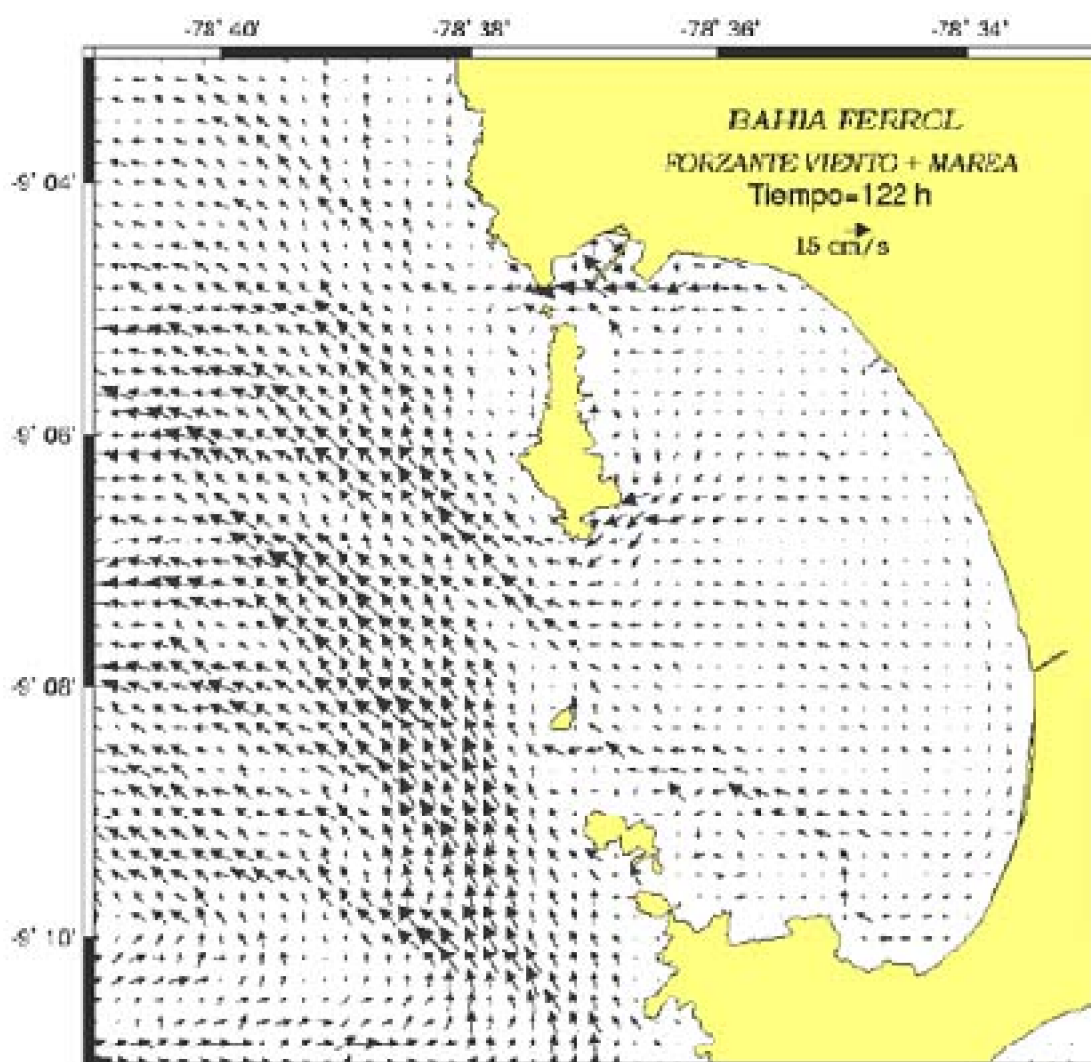 -78° 40' -78° 38' -78° 36' -78° 34'
BAHIA FERROL
FORZANTE VIENTO + MAREA
Tiempo=122 h
15 cm/s
-9° 04'
-9° 06'
-9° 08'
-9° 10'